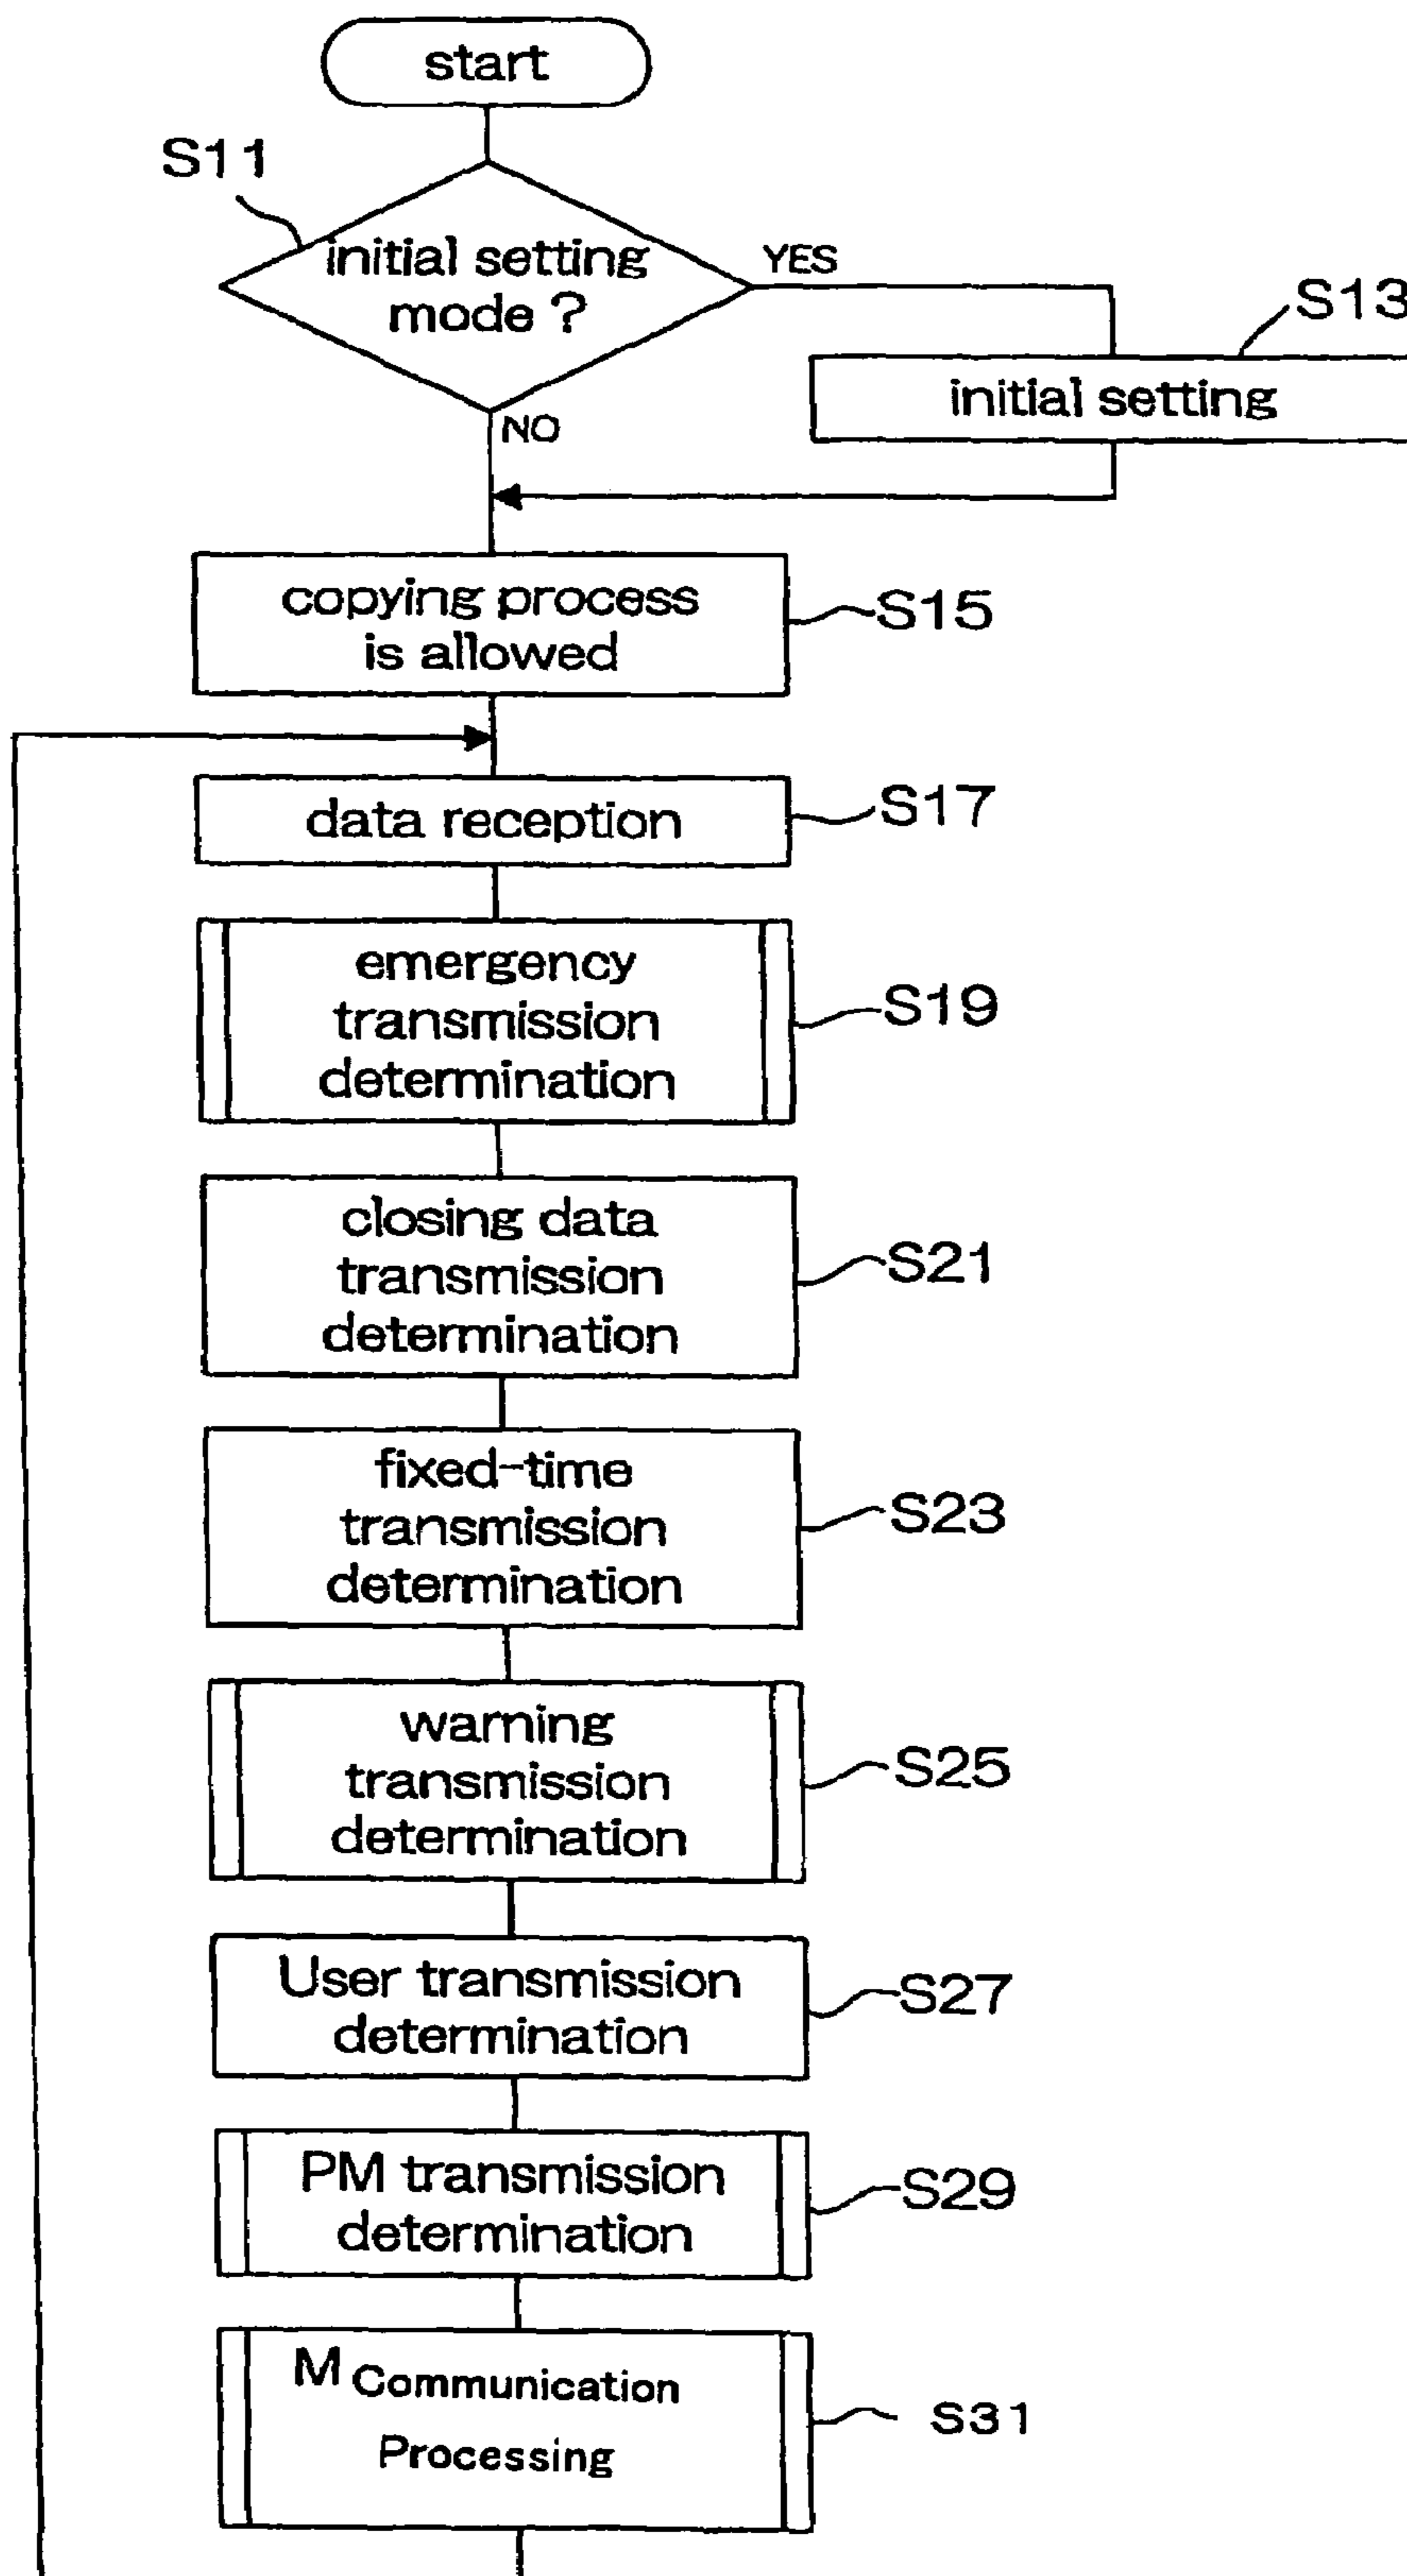 start
S11
initial setting
mode ?
YES
S13
initial setting
NO
copying process
is allowed
S15
data reception
S17
emergency
transmission
determination
S19
closing data
transmission
determination
S21
fixed-time
transmission
determination
S23
warning
transmission
determination
S25
User transmission
determination
S27
PM transmission
determination
S29
M Communication
Processing
S31